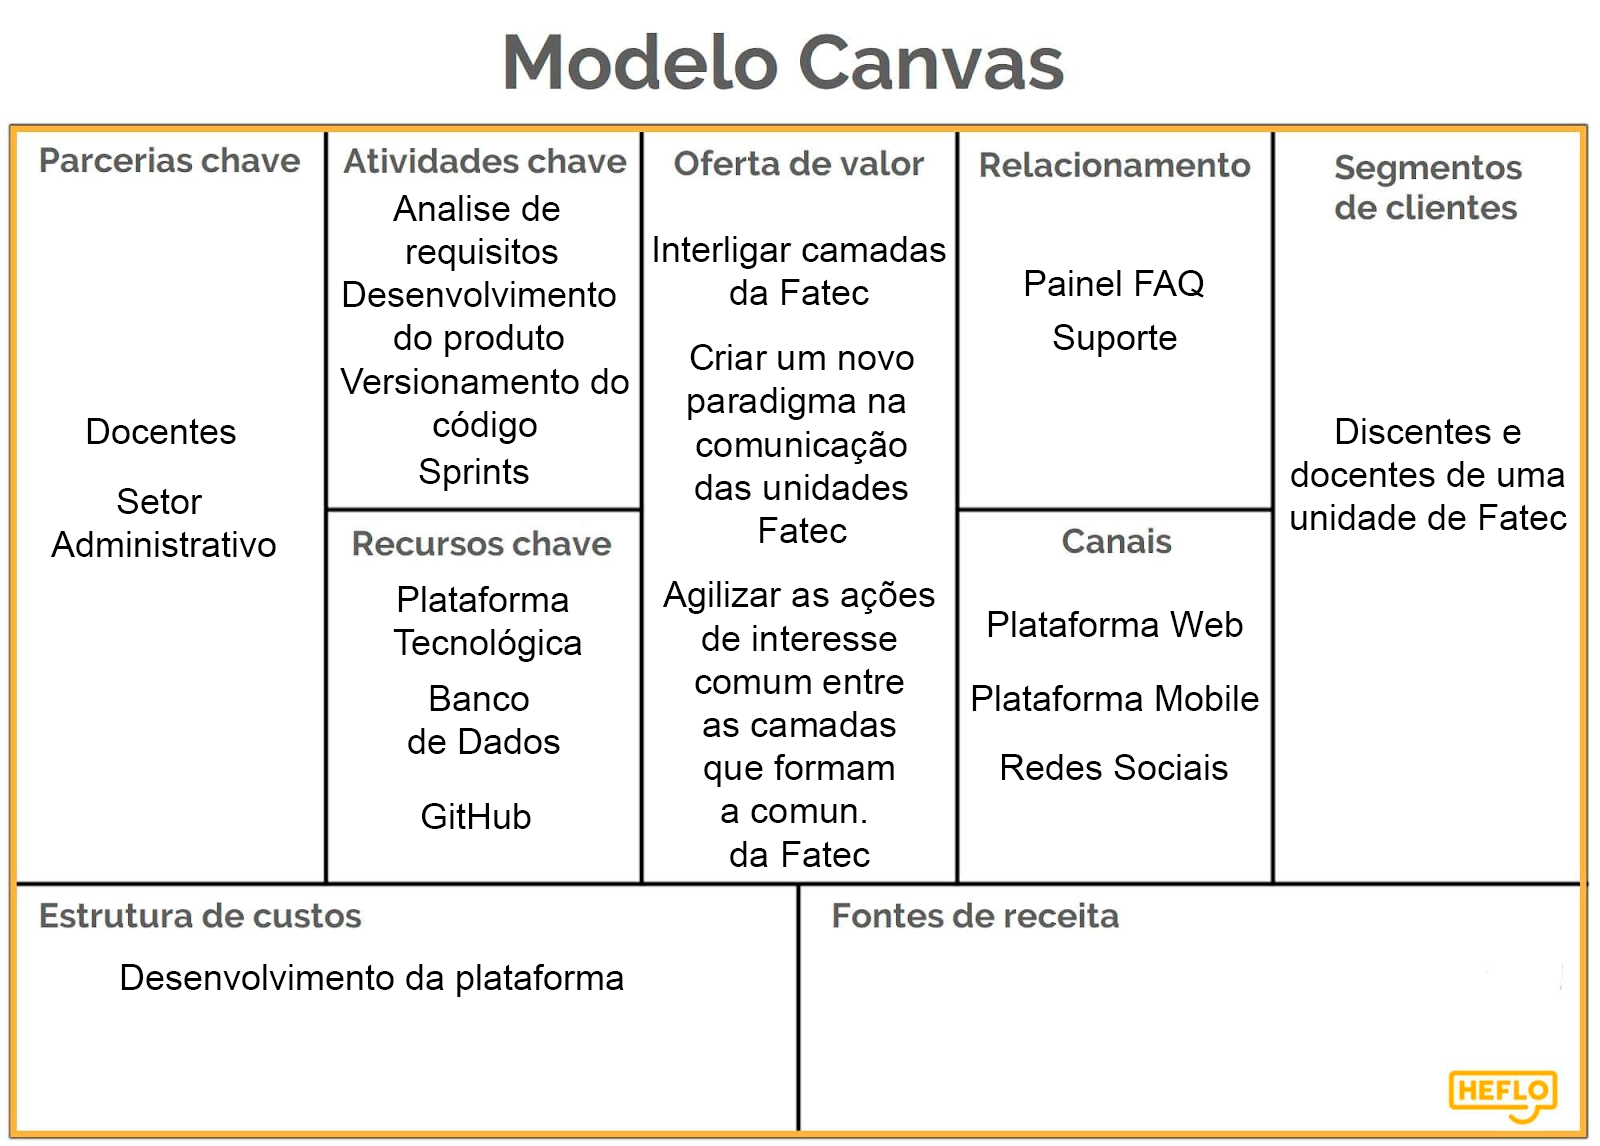 Modelo Canvas
Parcerias chave
Docentes
Setor
Administrativo
Atividades chave
Analise de
requisitos
Desenvolvimento
do produto
Versionamento do
código
Sprints
Recursos chave
Plataforma
Tecnológica
Banco
de Dados
GitHub
Oferta de valor
Interligar camadas
da Fatec
Criar um novo
paradigma na
comunicação
das unidades
Fatec
Agilizar as ações
de interesse
comum entre
as camadas
que formam
a comun.
da Fatec
Relacionamento
Painel FAQ
Suporte
Canais
Plataforma Web
Plataforma Mobile
Redes Sociais
Segmentos
de clientes
Discentes e
docentes de uma
unidade de Fatec
Estrutura de custos
Desenvolvimento da plataforma
Fontes de receita
HEFLO